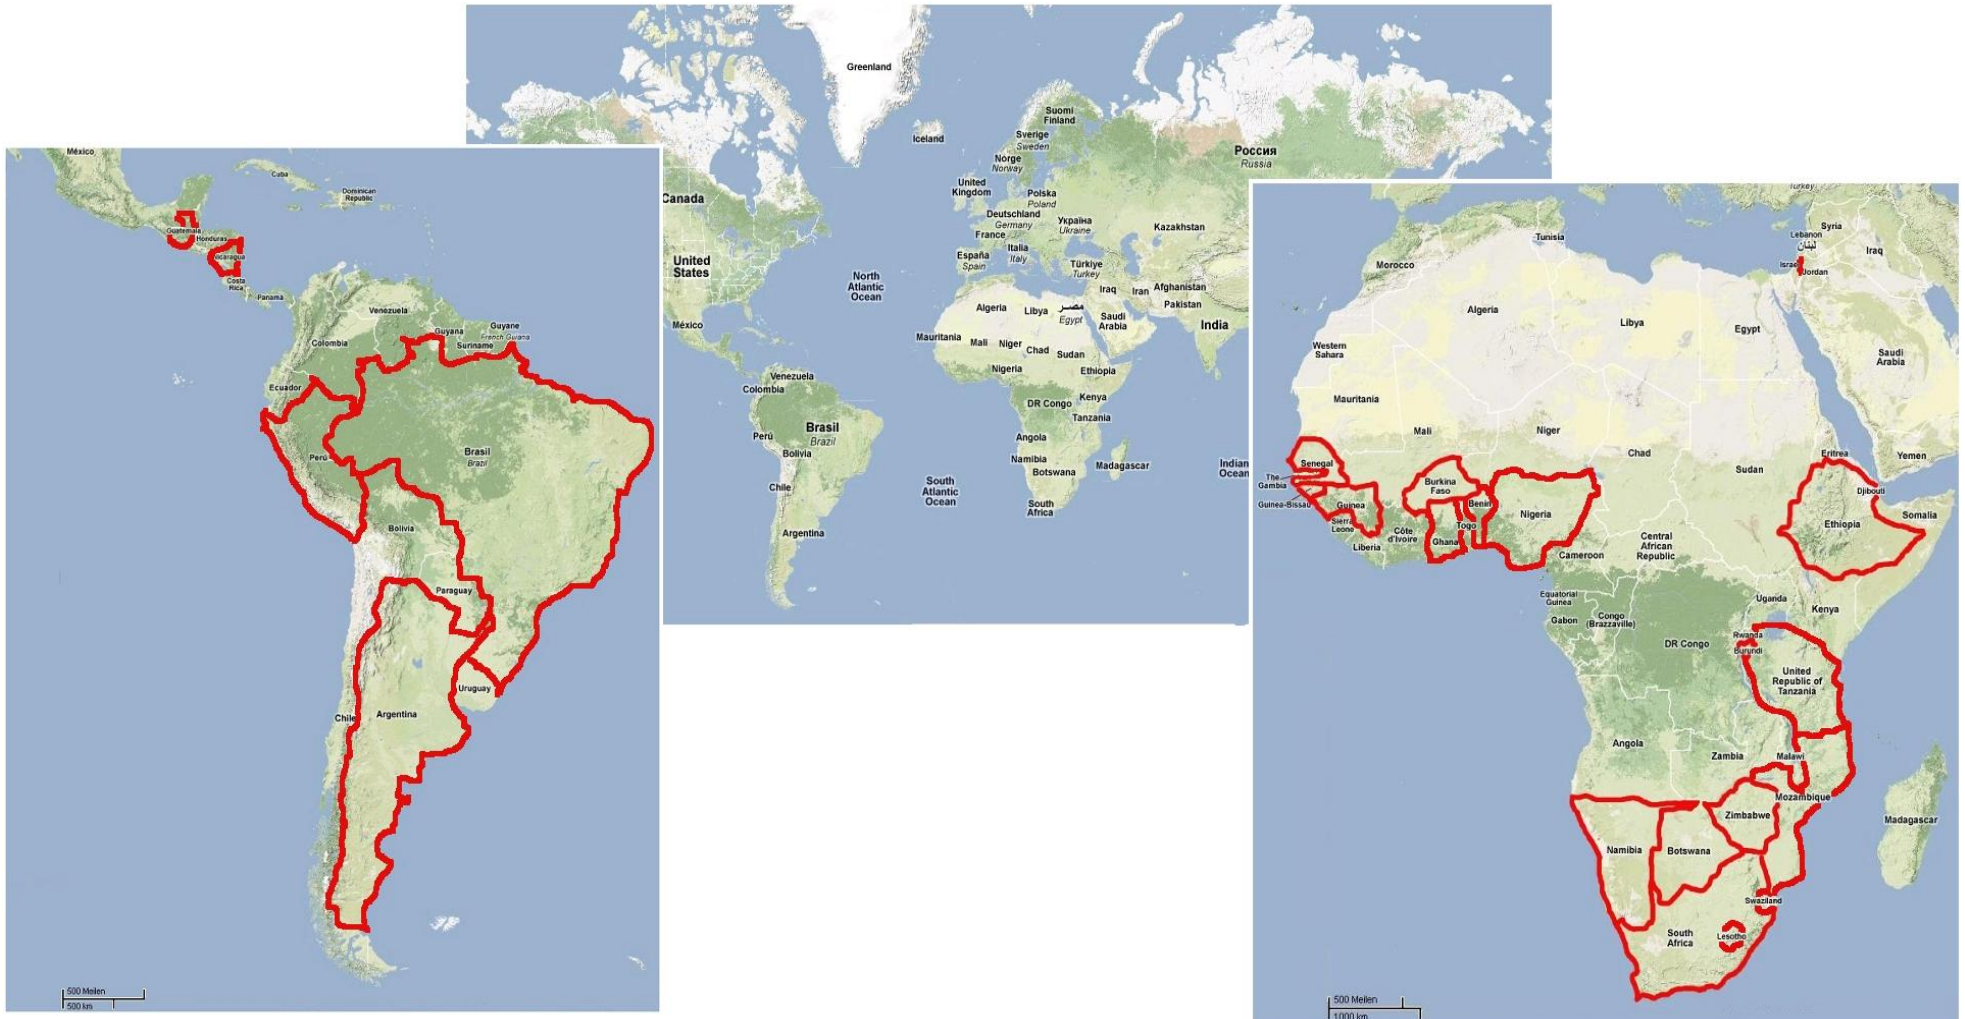 Greenland
Iceland
Suomi
Finland
Sverige
Sweden
Norge
Norway
Россия
Russia
United
Kingdom
Polska
Poland
Canada
Deutschland
Germany
Україна
Ukraine
France
Kazakhstan
Italia
Italy
España
Spain
United
States
Türkiye
Turkey
North
Atlantic
Ocean
Iraq
Iran
Afghanistan
Pakistan
Algeria
Libya
مصر
Egypt
Saudi
Arabia
India
México
Mauritania
Mali
Niger
Chad
Sudan
Nigeria
Ethiopia
Venezuela
Colombia
DR Congo
Kenya
Tanzania
Brasil
Brazil
Perú
Bolivia
Angola
Namibia
Botswana
Madagascar
Indian
Ocean
Chile
South
Atlantic
Ocean
South
Africa
Argentina
México
Cuba
Dominican
Republic
Guatemala
Honduras
Nicaragua
Costa
Rica
Panamá
Venezuela
Guyana
Guyane
French Guiana
Suriname
Colombia
Ecuador
Perú
Brasil
Brazil
Bolivia
Paraguay
Uruguay
Chile
Argentina
500 Meilen
500 km
Turkey
Tunisia
Syria
Lebanon
لبنان
Iraq
Israel
Jordan
Morocco
Algeria
Libya
Egypt
Western
Sahara
Saudi
Arabia
Mauritania
Mali
Niger
Chad
Sudan
Eritrea
Yemen
Senegal
The
Gambia
Guinea-Bissau
Guinea
Sierra
Leone
Liberia
Burkina
Faso
Côte
d'Ivoire
Ghana
Togo
Benin
Nigeria
Djibouti
Ethiopia
Somalia
Cameroon
Central
African
Republic
Equatorial
Guinea
Gabon
Congo
(Brazzaville)
Uganda
Kenya
DR Congo
Rwanda
Burundi
United
Republic of
Tanzania
Angola
Zambia
Malawi
Mozambique
Zimbabwe
Madagascar
Namibia
Botswana
Swaziland
South
Africa
Lesotho
500 Meilen
1000 km